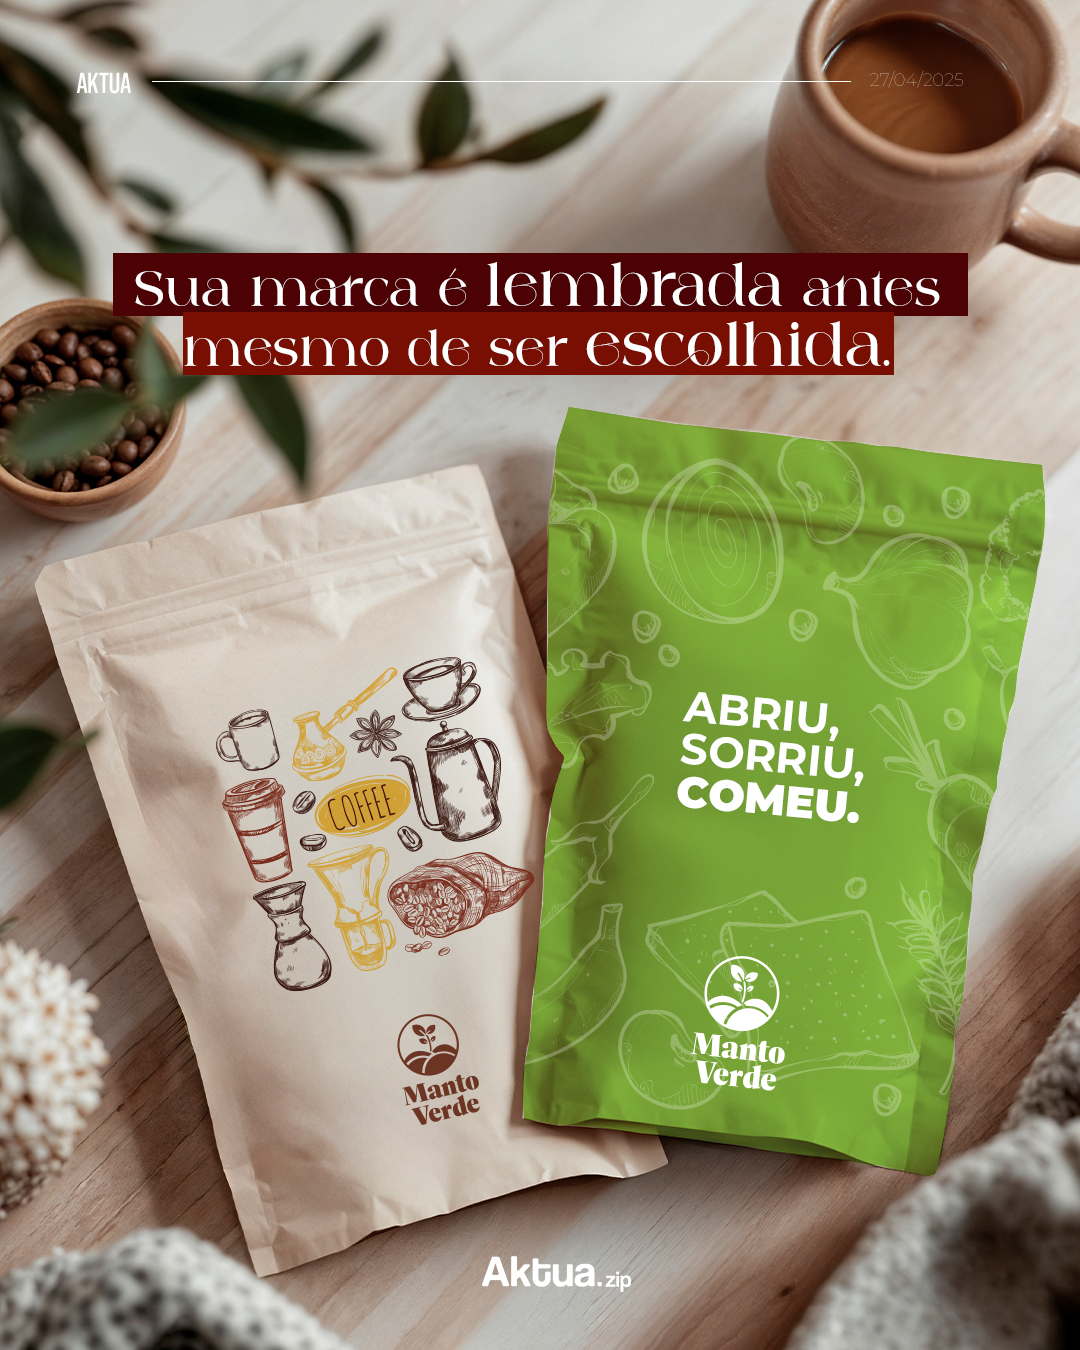 AKTUA
27/04/2025
Sua marca é lembrada antes
mesmo de ser escolhida.
COFFEE
Manto
Verde
ABRIU,
SORRIU,
COMEU.
Manto
Verde
Aktua.zip